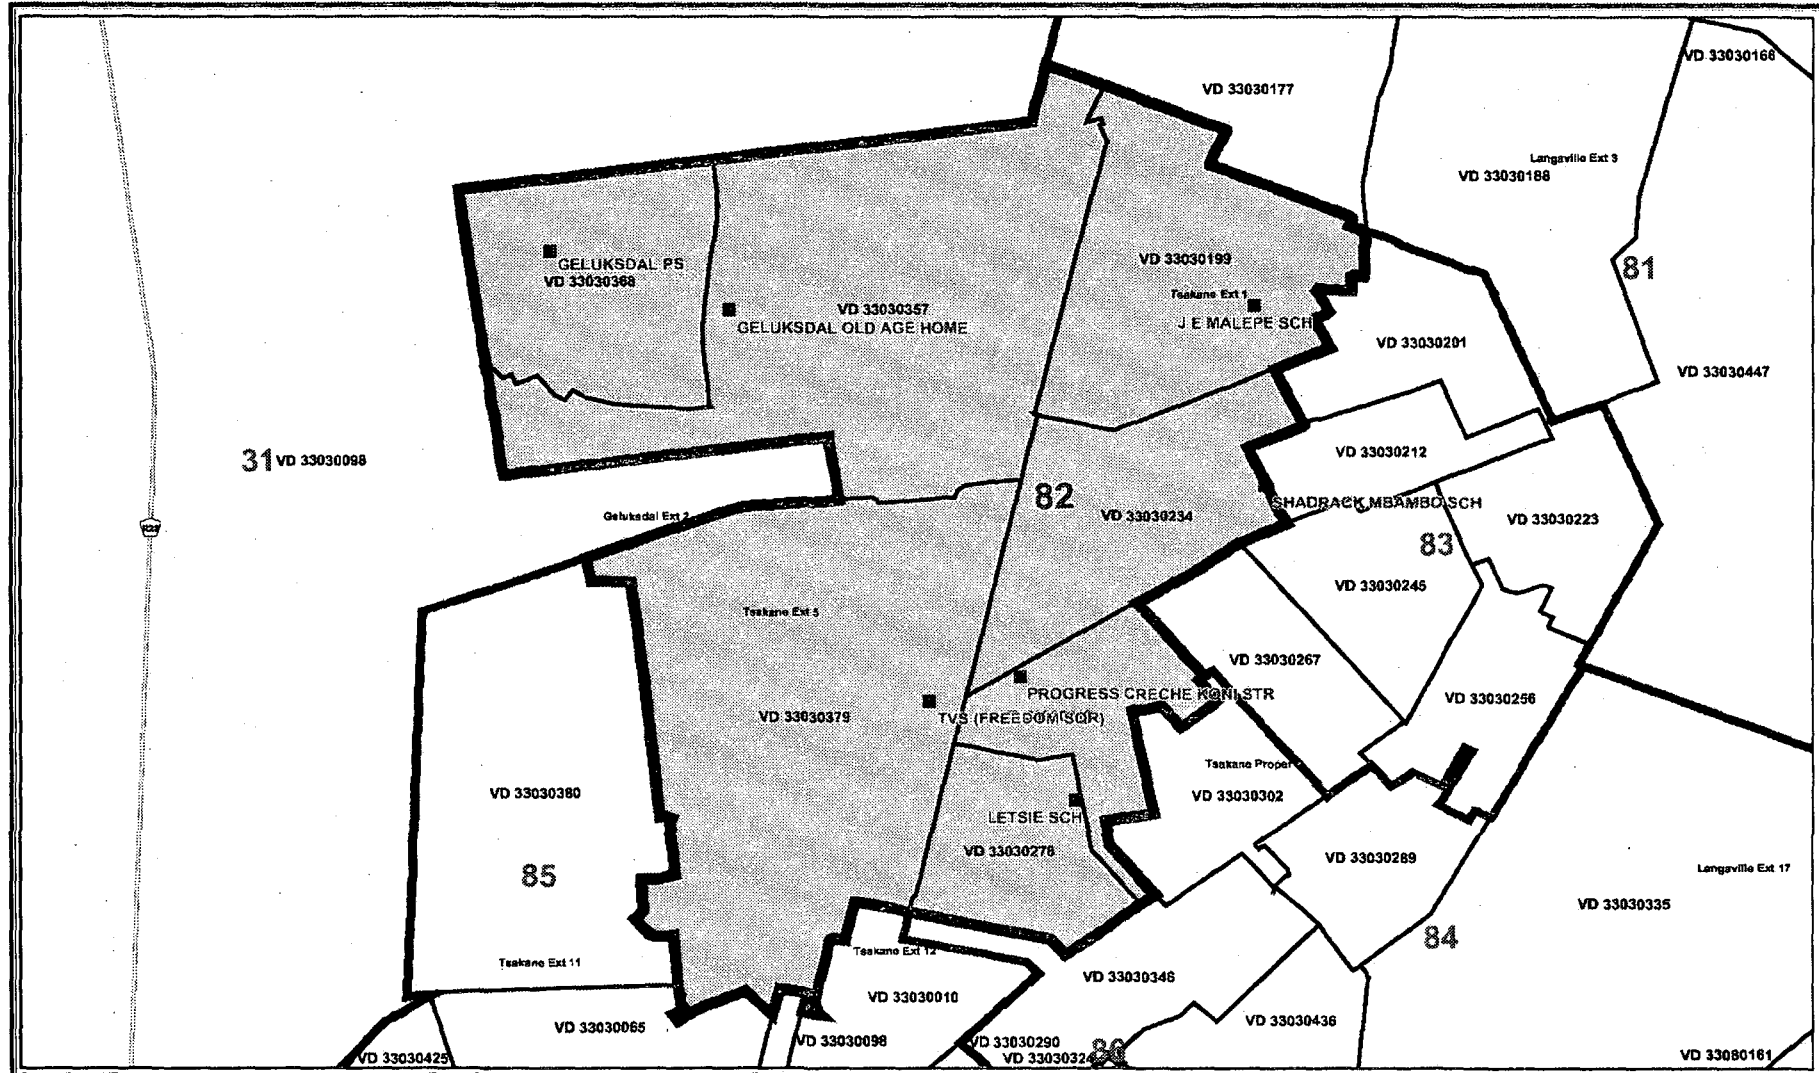 VD 33030166
VD 33030177
Langaville Ext 3
VD 33030188
GELUKSDAL PS
VD 33030368
VD 33030199
81
Tsakane Ext 1
VD 33030357
GELUKSDAL OLD AGE HOME
J E MALEPE SCH
VD 33030201
VD 33030447
31 VD 33030098
VD 33030212
82
SHADRACK MBAMBO SCH
Geluksdal Ext 2
VD 33030234
VD 33030223
R23
83
VD 33030245
Tsakane Ext 5
VD 33030267
PROGRESS CRECHE KONI STR
VD 33030256
VD 33030379
TVS (FREEDOM SQR)
Tsakane Proper
VD 33030380
VD 33030302
LETSIE SCH
VD 33030278
VD 33030289
85
Langaville Ext 17
VD 33030335
84
Tsakane Ext 12
Tsakane Ext 11
VD 33030346
VD 33030010
VD 33030065
VD 33030436
VD 33030098
VD 33030290
86
VD 33030425
VD 33030324
VD 33080161